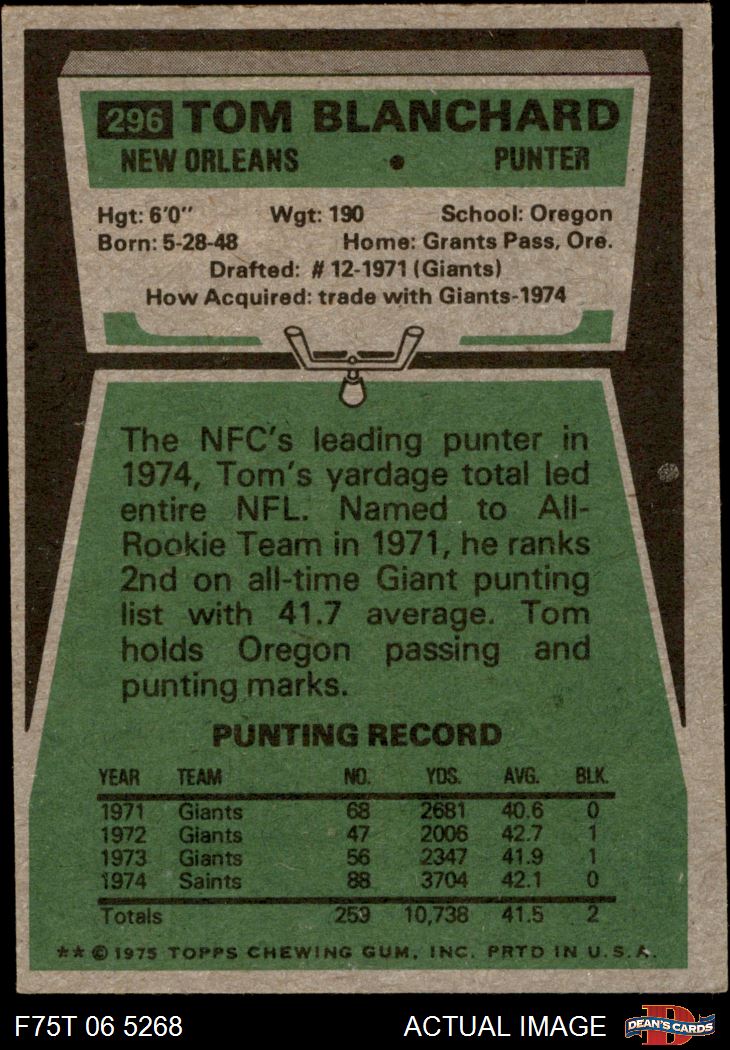 296 TOM BLANCHARD
NEW ORLEANS • PUNTER
Hgt: 6'0" Wgt: 190 School: Oregon
Born: 5-28-48 Home: Grants Pass, Ore.
Drafted: #12-1971 (Giants)
How Acquired: trade with Giants-1974
The NFC's leading punter in
1974, Tom's yardage total led
entire NFL. Named to All-
Rookie Team in 1971, he ranks
2nd on all-time Giant punting
list with 41.7 average. Tom
holds Oregon passing and
punting marks.
PUNTING RECORD
YEAR TEAM NO. YDS. AVG. BLK.
1971 Giants 68 2681 40.6 0
1972 Giants 47 2006 42.7 1
1973 Giants 56 2347 41.9 1
1974 Saints 88 3704 42.1 0
Totals 259 10,738 41.5 2
** © 1975 TOPPS CHEWING GUM, INC. PRTD IN U.S.A.
F75T 06 5268 ACTUAL IMAGE D DEAN'S CARDS